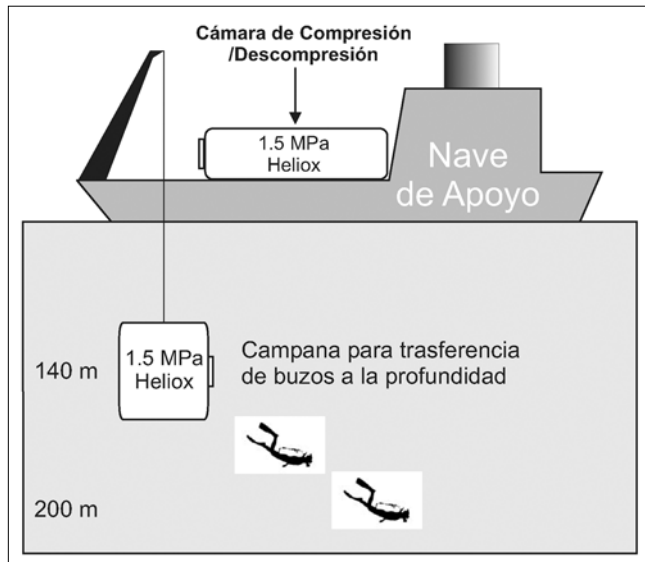 Cámara de Compresión
/Descompresión
1.5 MPa
Heliox
Nave
de Apoyo
140 m
1.5 MPa
Heliox
Campana para trasferencia
de buzos a la profundidad
200 m